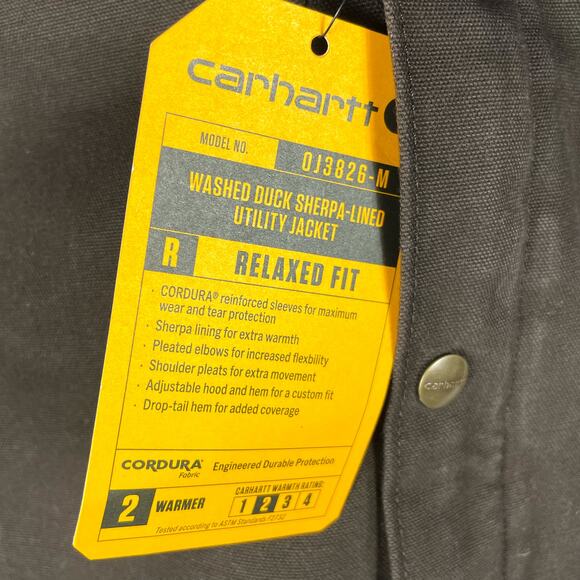 carhartt
MODEL NO.
OJ3826-M
WASHED DUCK SHERPA-LINED
UTILITY JACKET
R
RELAXED FIT
· CORDURA® reinforced sleeves for maximum
wear and tear protection
· Sherpa lining for extra warmth
· Pleated elbows for increased flexbility
· Shoulder pleats for extra movement
· Adjustable hood and hem for a custom fit
· Drop-tail hem for added coverage
CORDURA® Engineered Durable Protection
Fabric
2 WARMER
CARHARTT WARMTH RATING:
1 2 3 4
Tested according to ASTM Standards F2732
carhartt